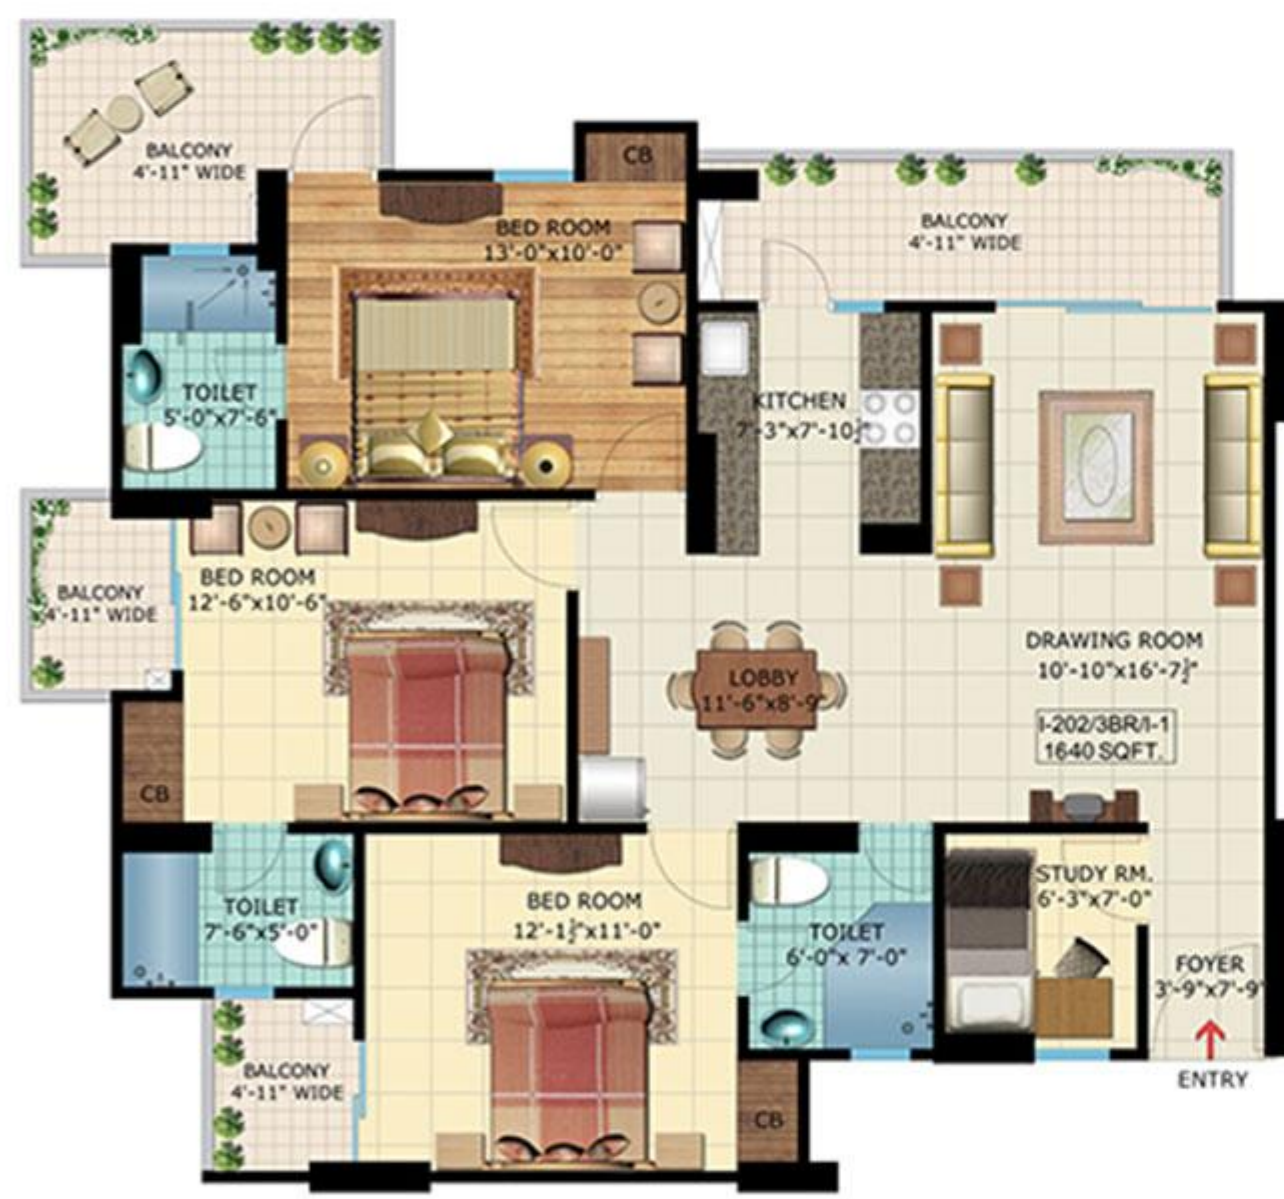 BALCONY
4'-11" WIDE
CB
BED ROOM
13'-0"x10'-0"
BALCONY
4'-11" WIDE
TOILET
5'-0"x7'-6"
KITCHEN
7'-3"x7'-10½"
BED ROOM
12'-6"x10'-6"
BALCONY
4'-11" WIDE
CB
LOBBY
11'-6"x8'-9"
DRAWING ROOM
10'-10"x16'-7½"
I-202/3BR/I-1
1640 SQFT.
TOILET
7'-6"x5'-0"
BED ROOM
12'-1½"x11'-0"
TOILET
6'-0"x 7'-0"
STUDY RM.
6'-3"x7'-0"
FOYER
3'-9"x7'-9"
BALCONY
4'-11" WIDE
CB
ENTRY